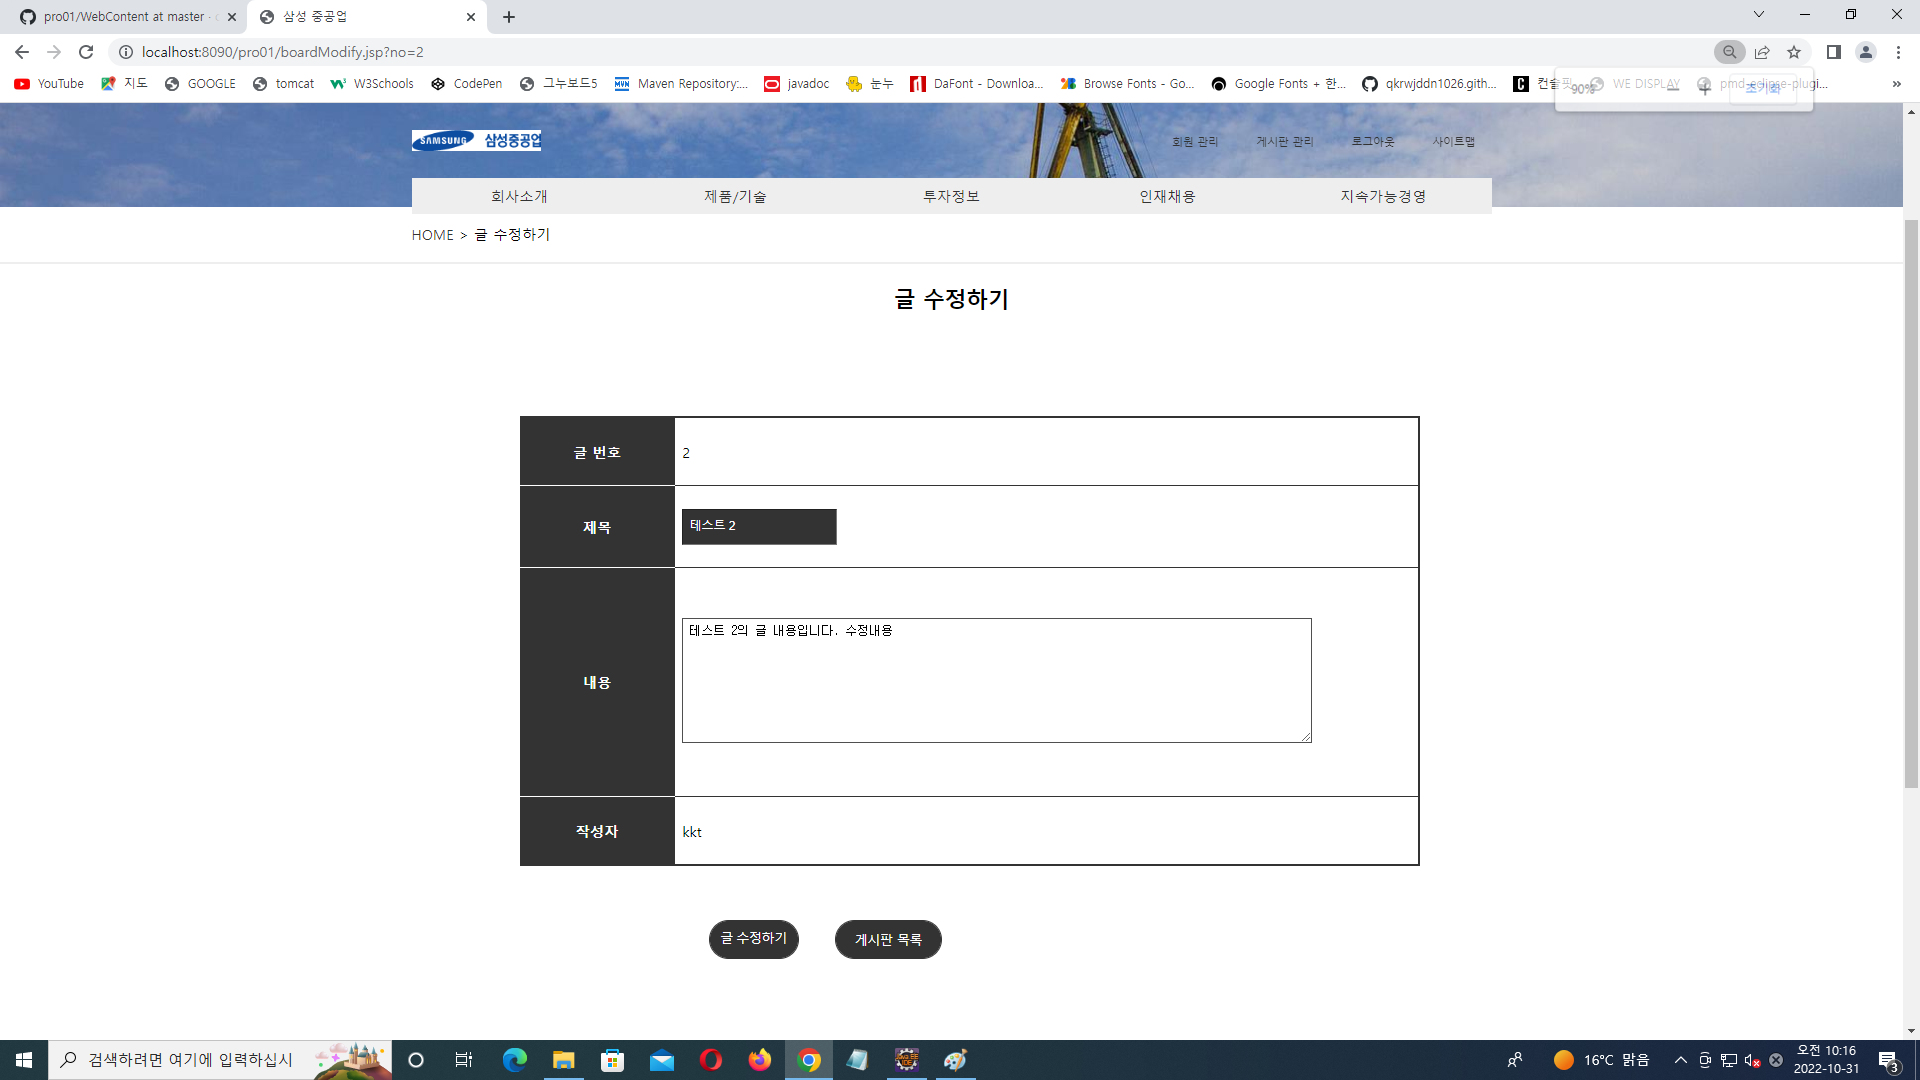 pro01/WebContent at master ·
삼성 중공업
localhost:8090/pro01/boardModify.jsp?no=2
YouTube 지도 GOOGLE tomcat W3Schools CodePen 그누보드5 Maven Repository:... javadoc 눈누 DaFont - Downloa... Browse Fonts - Go... Google Fonts + 한... qkrwjddn1026.gith... 컨슬핏 WE DISPLAY pmd-eclipse-plugi... »
90% 초기화
SAMSUNG 삼성중공업
회원 관리 게시판 관리 로그아웃 사이트맵
회사소개 제품/기술 투자정보 인재채용 지속가능경영
HOME > 글 수정하기
글 수정하기
글 번호 2
제목 테스트 2
내용 테스트 2의 글 내용입니다. 수정내용
작성자 kkt
글 수정하기 게시판 목록
검색하려면 여기에 입력하십시
16°C 맑음
오전 10:16
2022-10-31
3